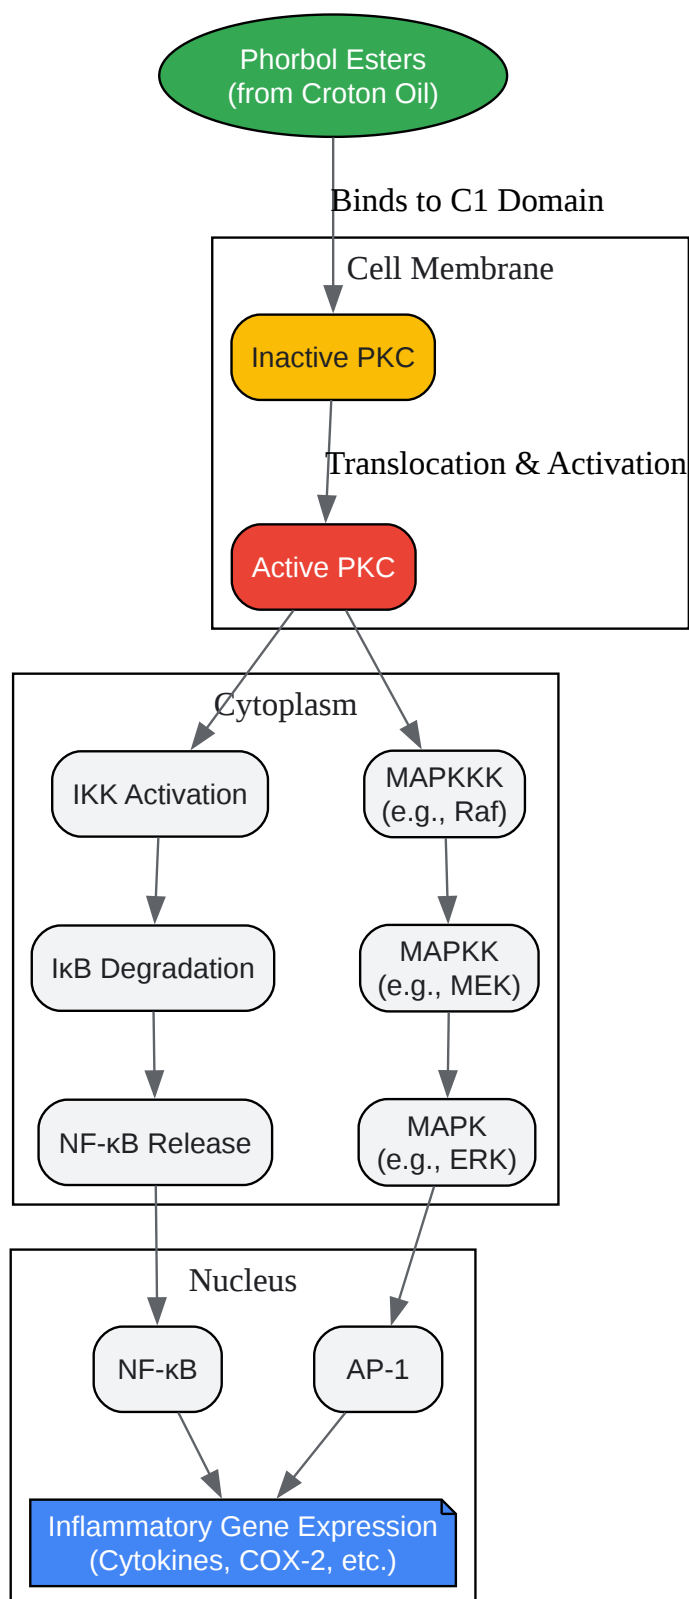 Phorbol Esters
(from Croton Oil)
Binds to C1 Domain
Cell Membrane
Inactive PKC
Translocation & Activation
Active PKC
Cytoplasm
IKK Activation
MAPKKK
(e.g., Raf)
IκB Degradation
MAPKK
(e.g., MEK)
NF-κB Release
MAPK
(e.g., ERK)
Nucleus
NF-κB
AP-1
Inflammatory Gene Expression
(Cytokines, COX-2, etc.)